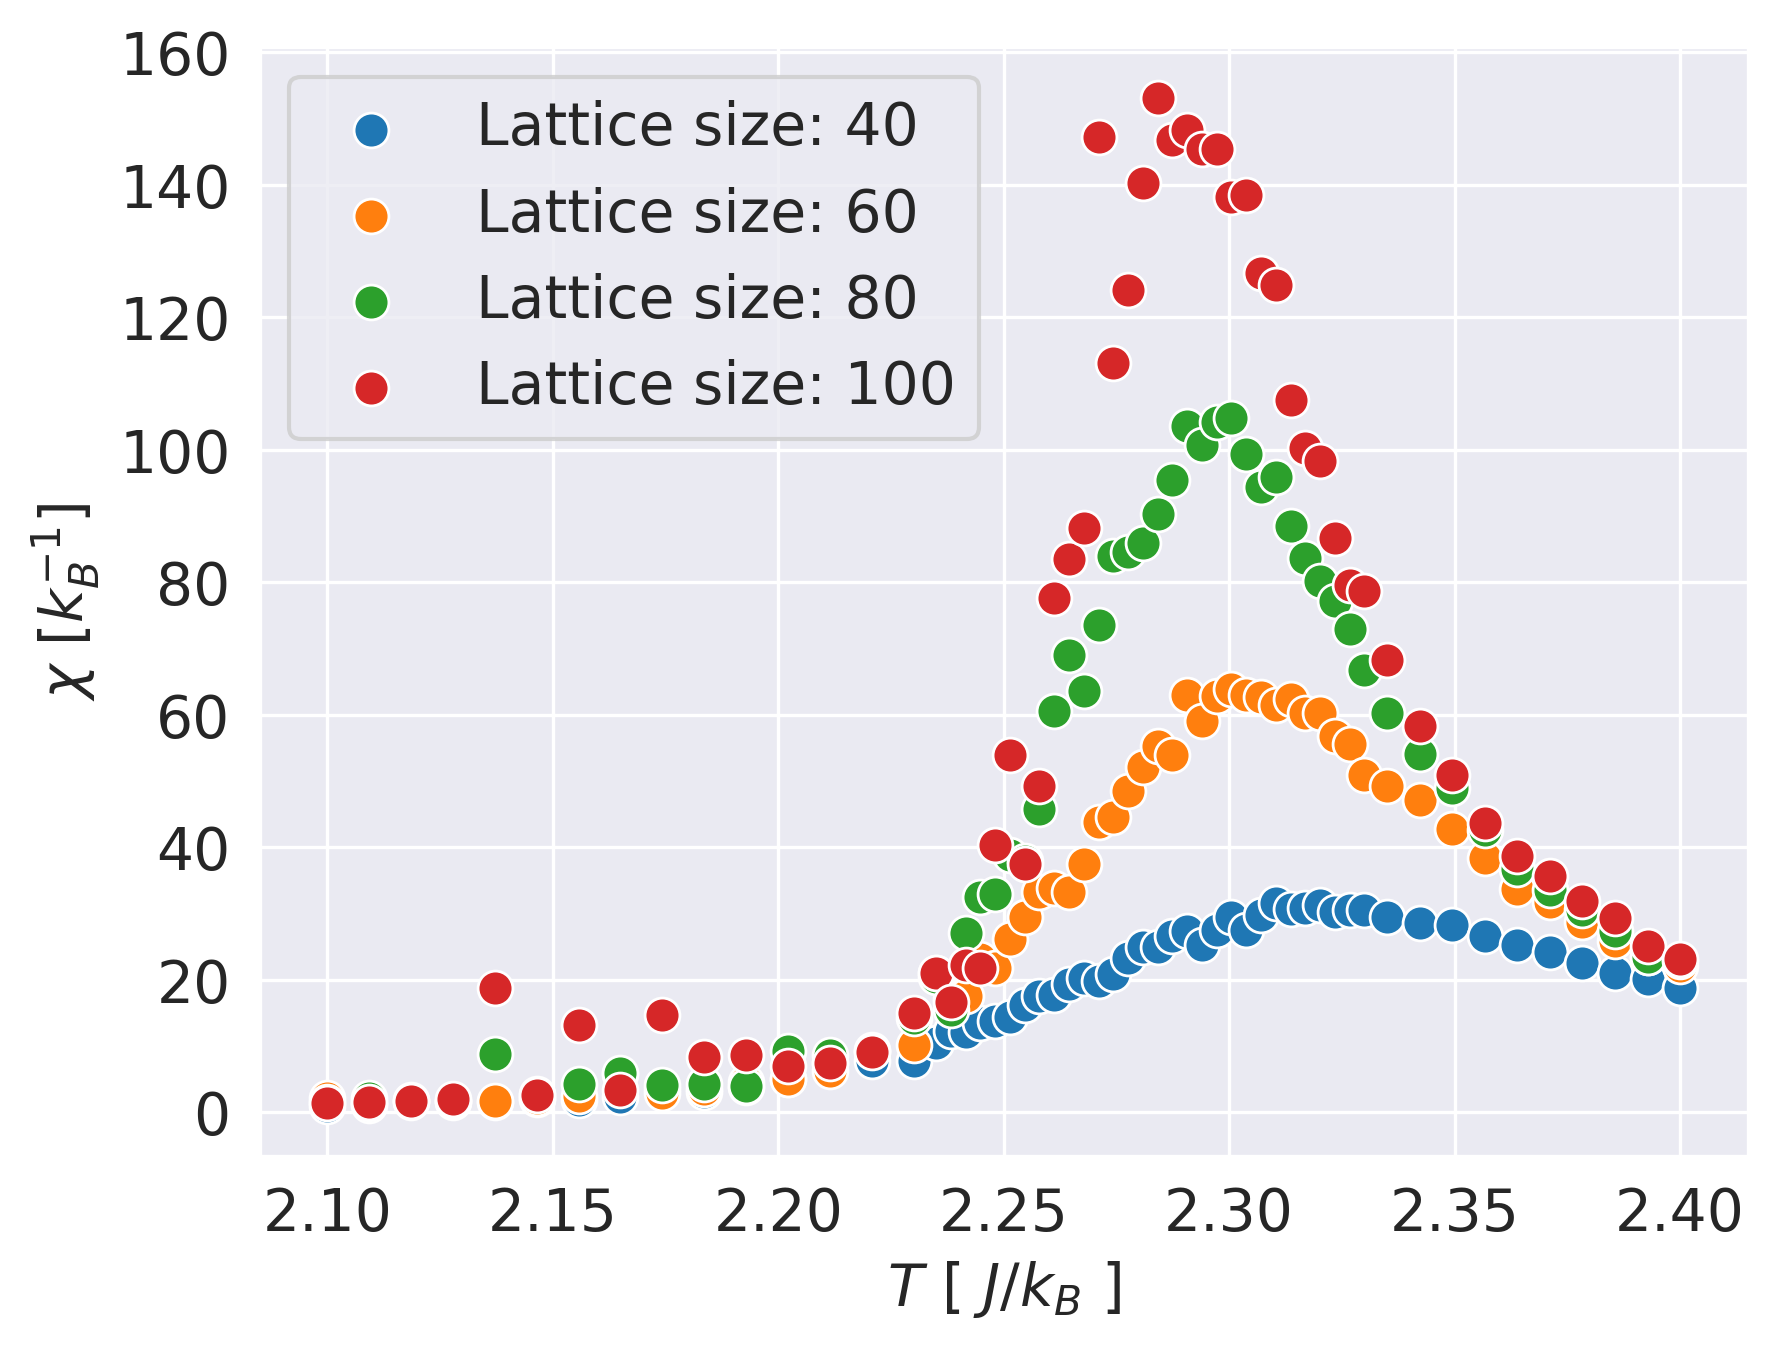 160
140
120
100
80
60
40
20
0
χ [k_B^{-1}]
Lattice size: 40
Lattice size: 60
Lattice size: 80
Lattice size: 100
2.10 2.15 2.20 2.25 2.30 2.35 2.40
T [ J/k_B ]